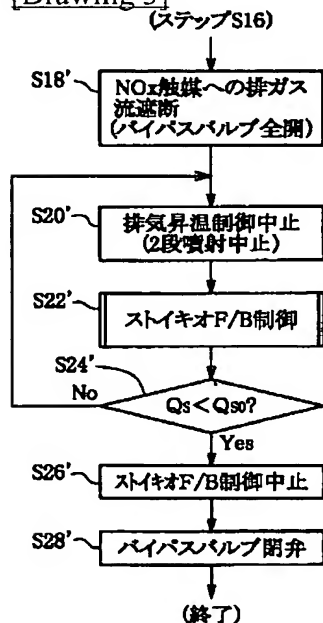 [Drawing 3]
(ステップS16)
S18'
NOx触媒への排ガス
流遮断
(バイパスバルブ全開)
S20'
排気昇温制御中止
(2段噴射中止)
S22'
ストイキオF/B制御
S24'
No
Qs<Qs0?
Yes
S26'
ストイキオF/B制御中止
S28'
バイパスバルブ閉弁
(終了)